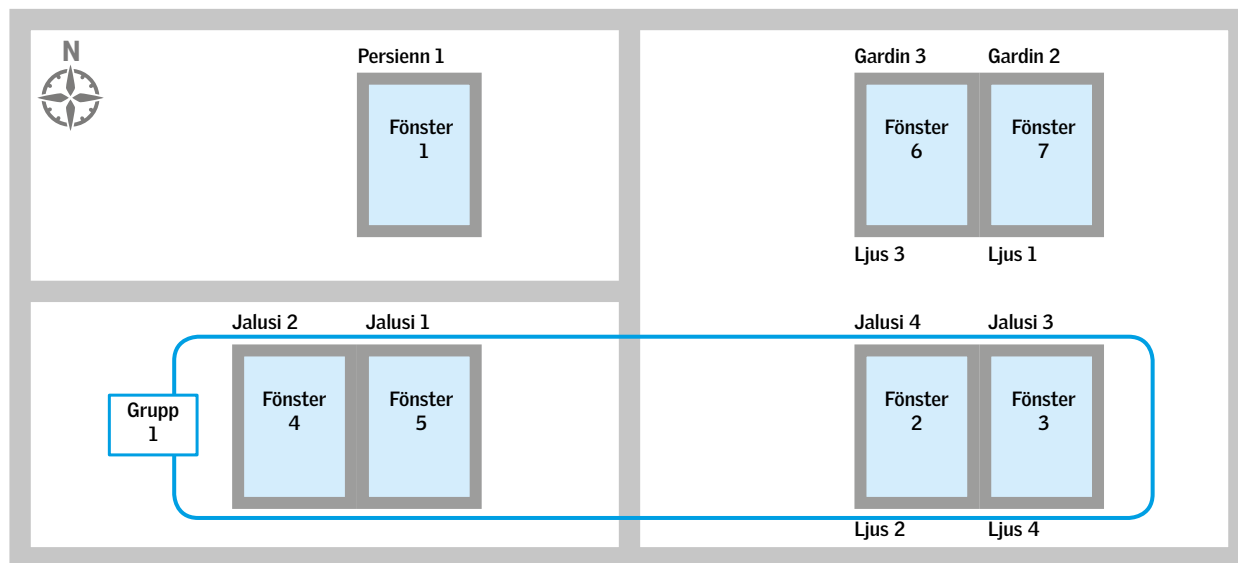 N
Persienn 1
Fönster
1
Gardin 3
Gardin 2
Fönster
6
Fönster
7
Ljus 3
Ljus 1
Jalusi 2
Jalusi 1
Grupp
1
Fönster
4
Fönster
5
Jalusi 4
Jalusi 3
Fönster
2
Fönster
3
Ljus 2
Ljus 4